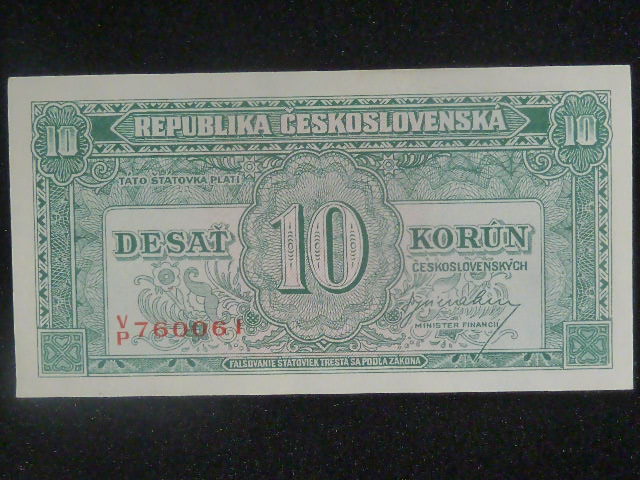 10 REPUBLIKA ČESKOSLOVENSKÁ 10
TÁTO ŠTÁTOVKA PLATÍ
DESAŤ 10 KORÚN
ČESKOSLOVENSKÝCH
V/P 760061
MINISTER FINANCIÍ
FALŠOVANIE ŠTÁTOVIEK TRESTÁ SA PODĽA ZÁKONA